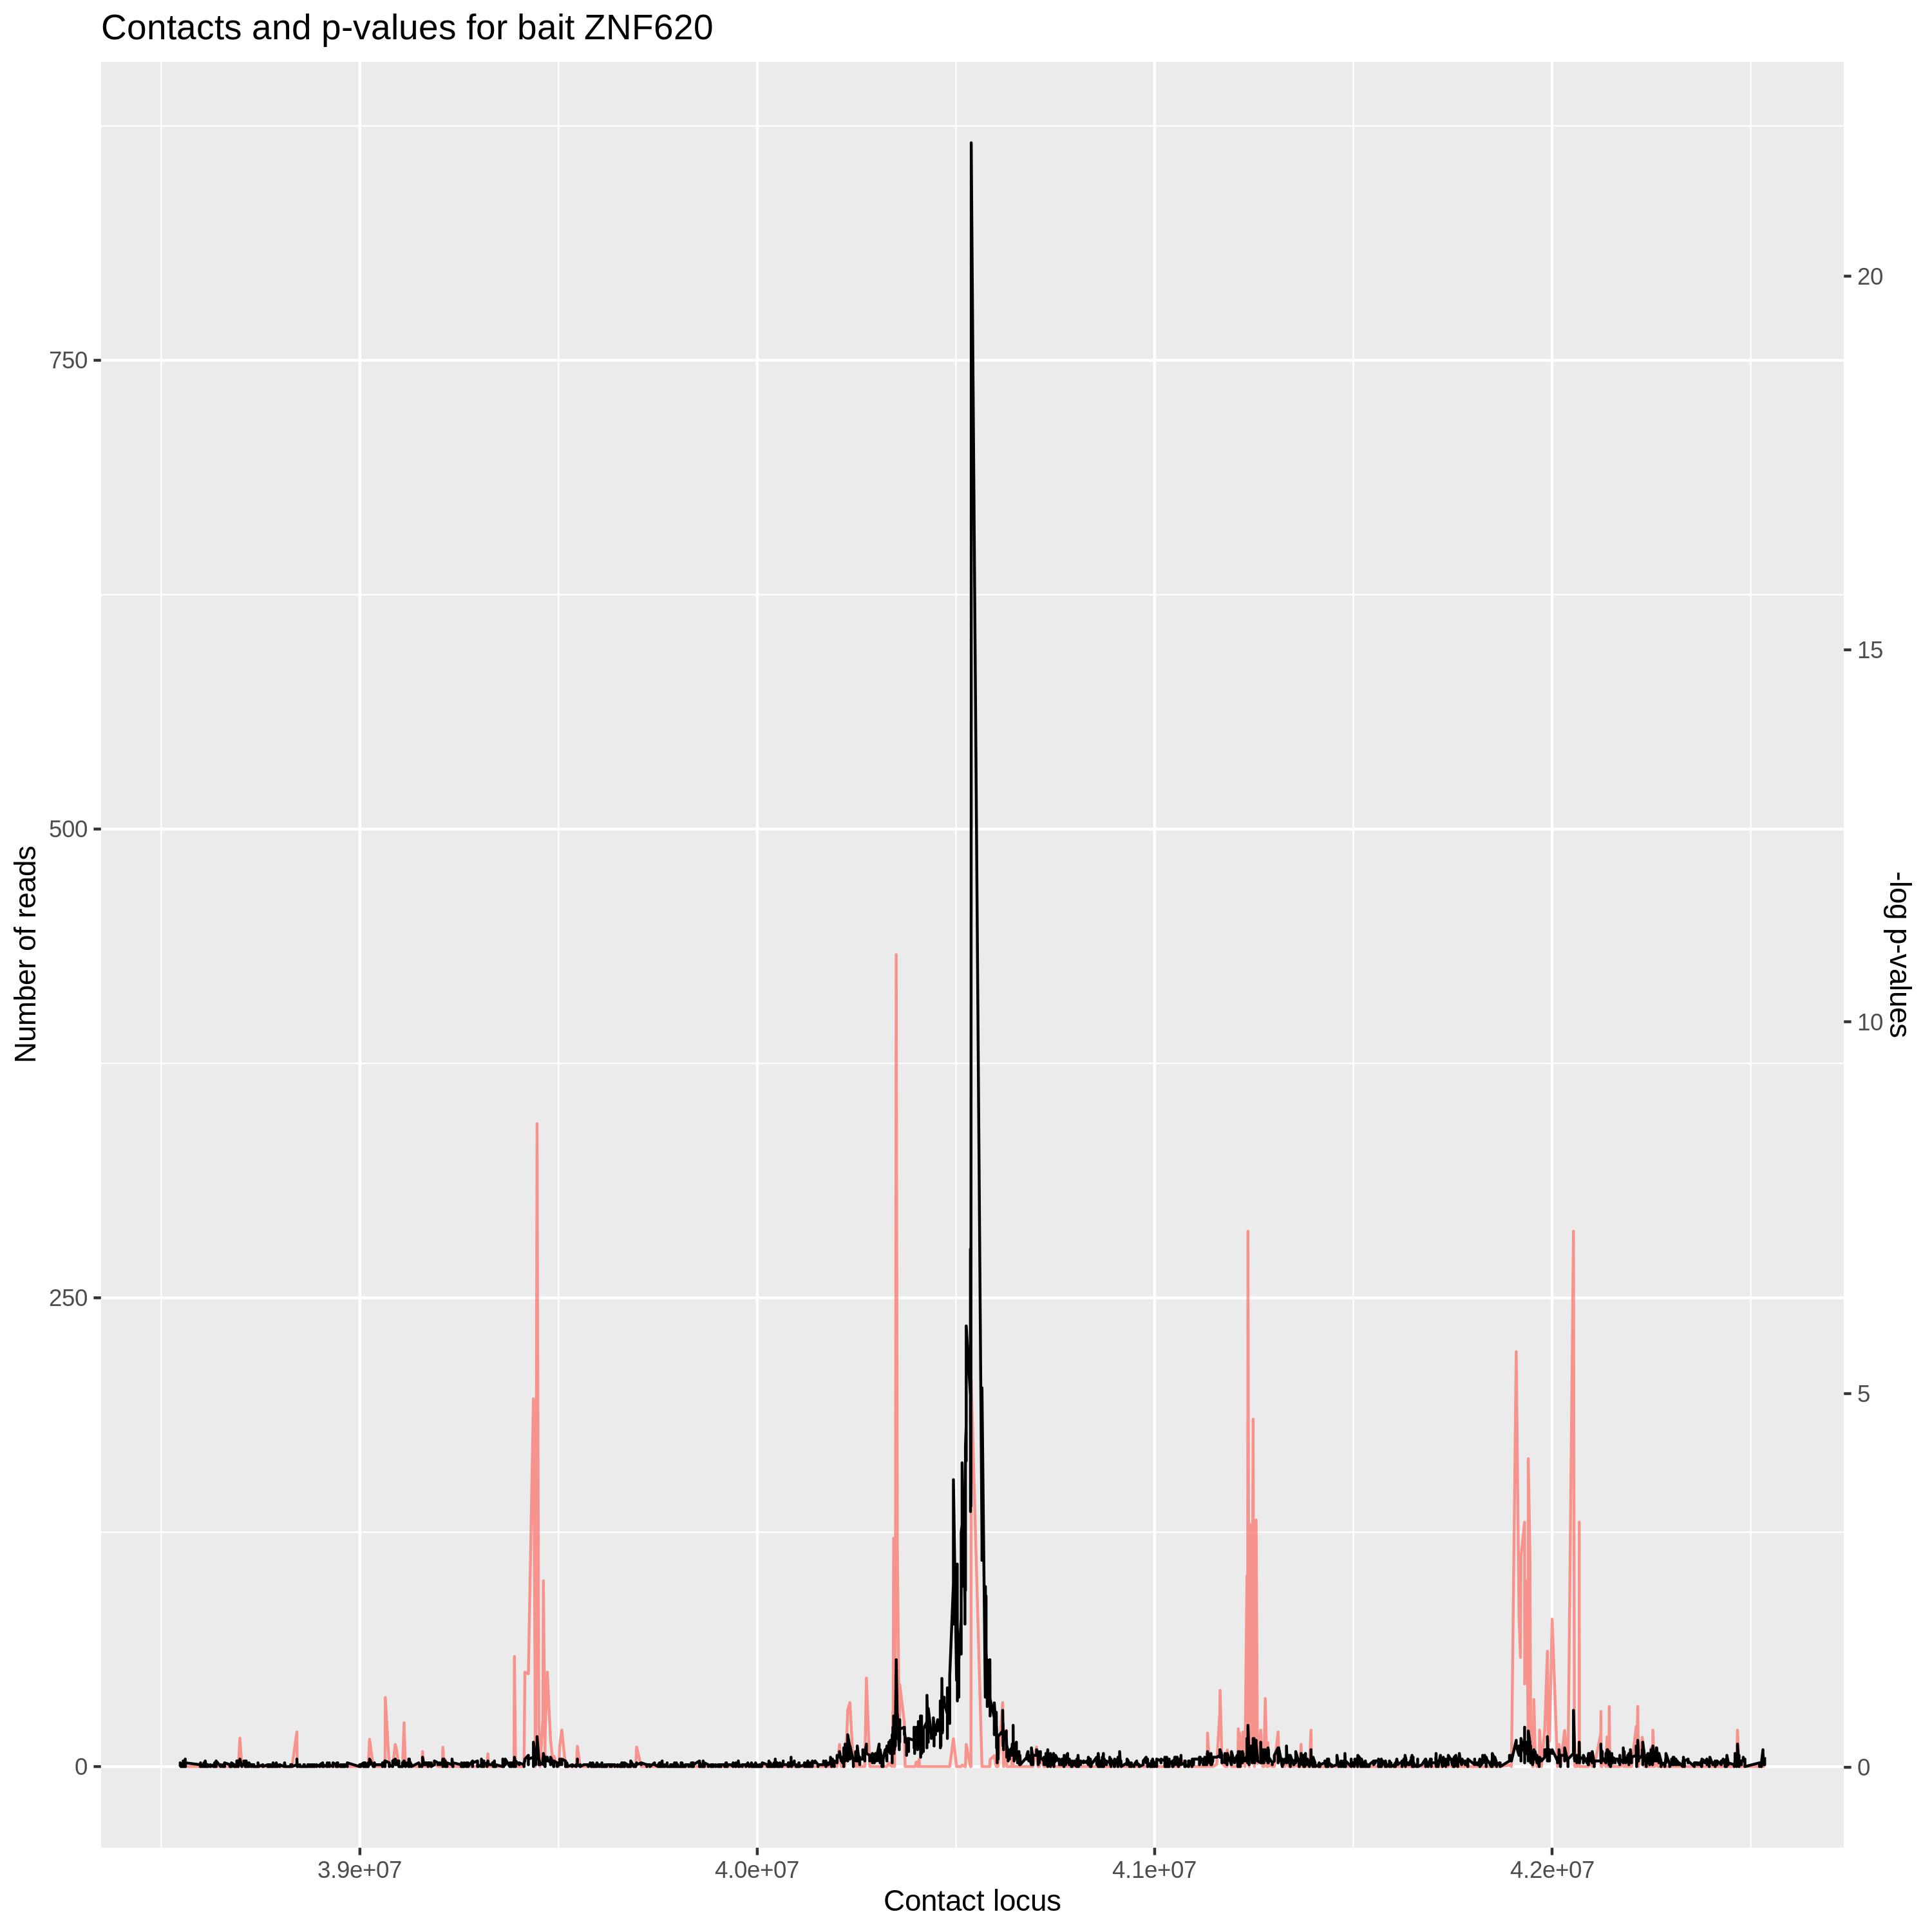 Contacts and p-values for bait ZNF620
Number of reads
750
500
250
0
20
15
10
5
0
-log p-values
3.9e+07
4.0e+07
4.1e+07
4.2e+07
Contact locus